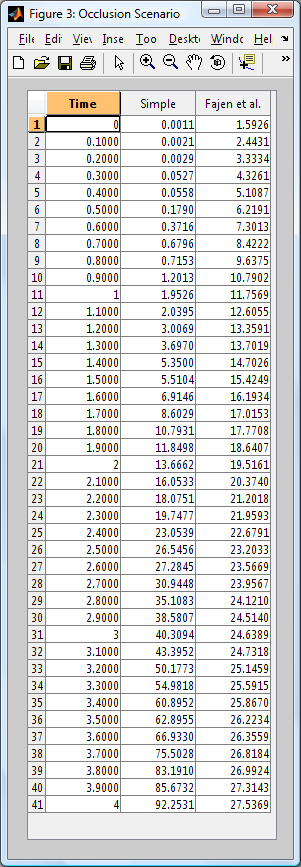 Figure 3: Occlusion Scenario
File Edit View Inse Too Deskto Windc Hel
Time Simple Fajen et al.
1 0 0.0011 1.5926
2 0.1000 0.0021 2.4431
3 0.2000 0.0029 3.3334
4 0.3000 0.0527 4.3261
5 0.4000 0.0558 5.1087
6 0.5000 0.1790 6.2191
7 0.6000 0.3716 7.3013
8 0.7000 0.6796 8.4222
9 0.8000 0.7153 9.6375
10 0.9000 1.2013 10.7902
11 1 1.9526 11.7569
12 1.1000 2.0395 12.6055
13 1.2000 3.0069 13.3591
14 1.3000 3.6970 13.7019
15 1.4000 5.3500 14.7026
16 1.5000 5.5104 15.4249
17 1.6000 6.9146 16.1934
18 1.7000 8.6029 17.0153
19 1.8000 10.7931 17.7708
20 1.9000 11.8498 18.6407
21 2 13.6662 19.5161
22 2.1000 16.0533 20.3740
23 2.2000 18.0751 21.2018
24 2.3000 19.7477 21.9593
25 2.4000 23.0539 22.6791
26 2.5000 26.5456 23.2033
27 2.6000 27.2845 23.5669
28 2.7000 30.9448 23.9567
29 2.8000 35.1083 24.1210
30 2.9000 38.5807 24.5140
31 3 40.3094 24.6389
32 3.1000 43.3952 24.7318
33 3.2000 50.1773 25.1459
34 3.3000 54.9818 25.5915
35 3.4000 60.8952 25.8670
36 3.5000 62.8955 26.2234
37 3.6000 66.9330 26.3559
38 3.7000 75.5028 26.8184
39 3.8000 83.1910 26.9924
40 3.9000 85.6732 27.3143
41 4 92.2531 27.5369